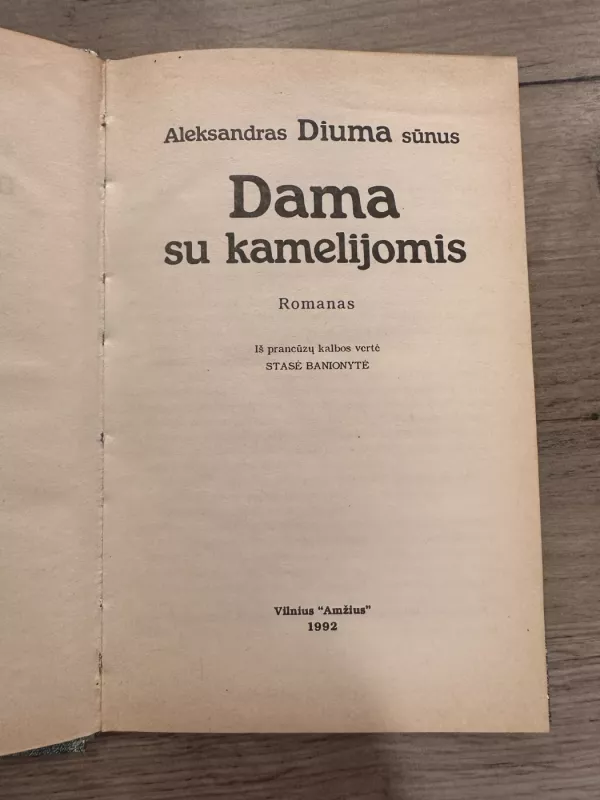 Aleksandras Diuma sūnus
Dama
su kamelijomis
Romanas
Iš prancūzų kalbos vertė
STASĖ BANIONYTĖ
Vilnius "Amžius"
1992